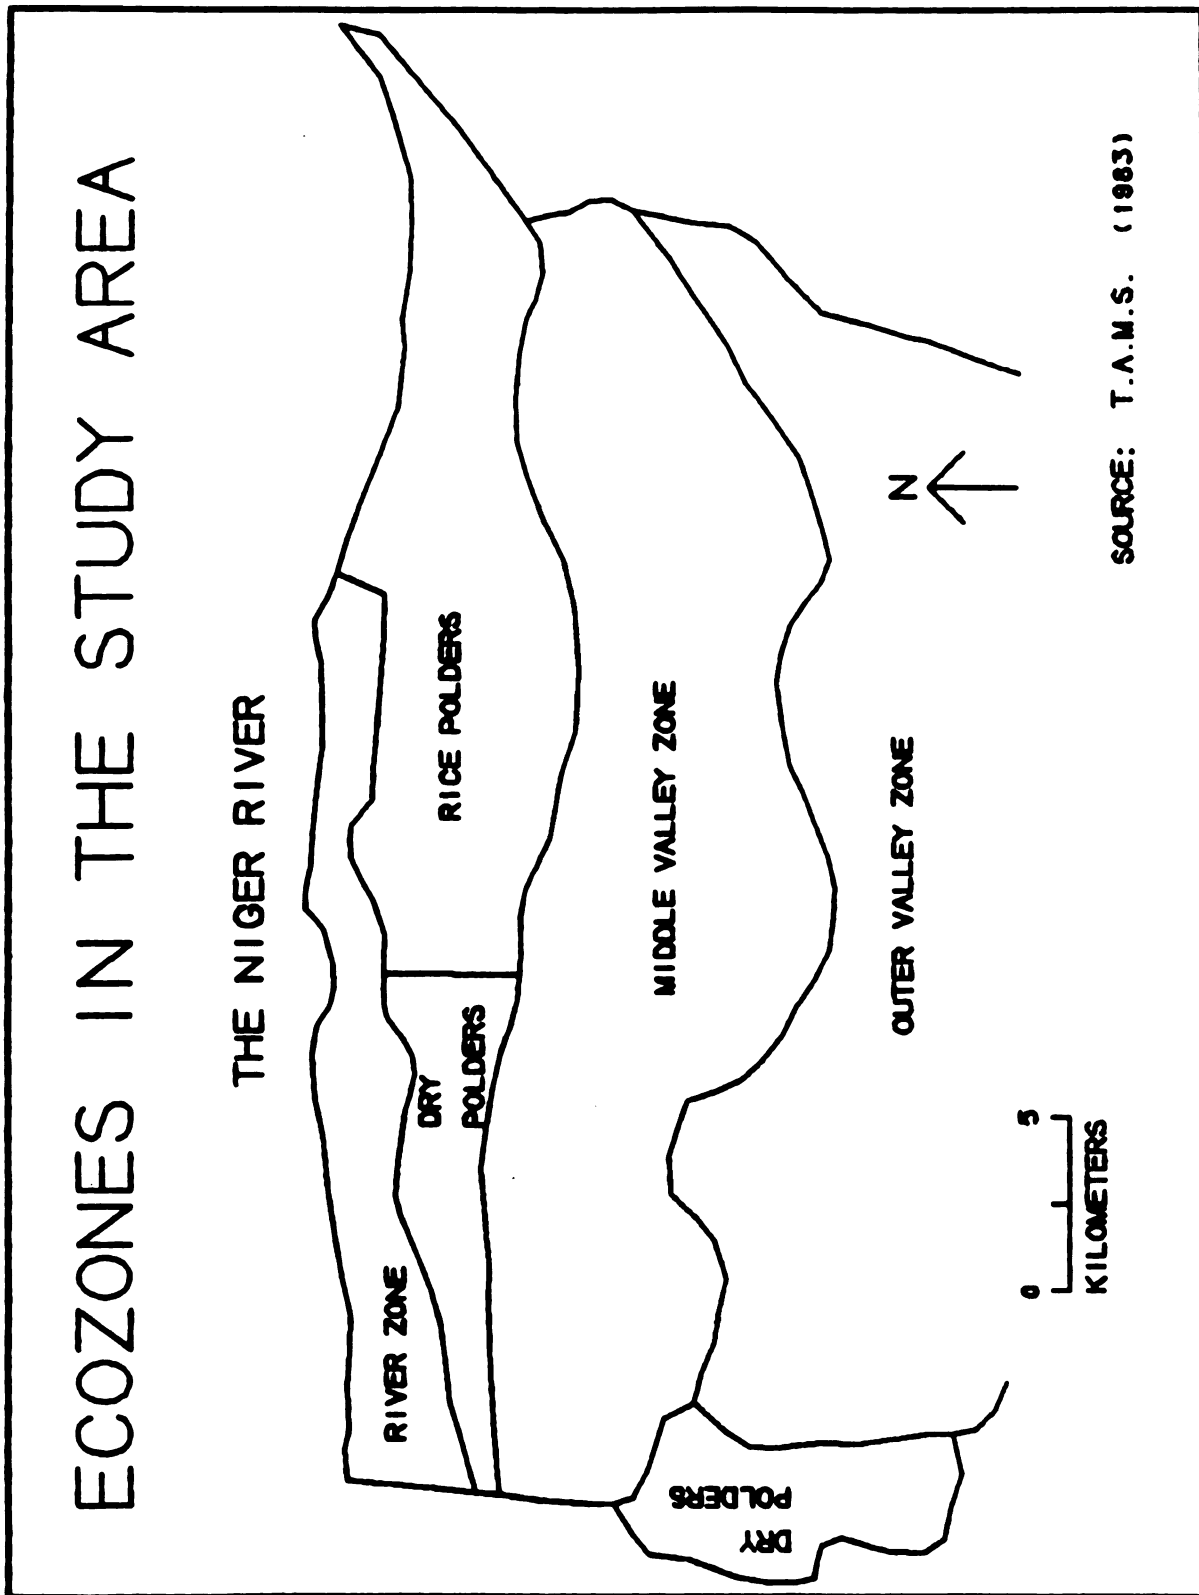 ECOZONES IN THE STUDY AREA
THE NIGER RIVER
RIVER ZONE
DRY
POLDERS
RICE POLDERS
MIDDLE VALLEY ZONE
DRY
POLDERS
OUTER VALLEY ZONE
N
0 5
KILOMETERS
SOURCE: T.A.M.S. (1983)